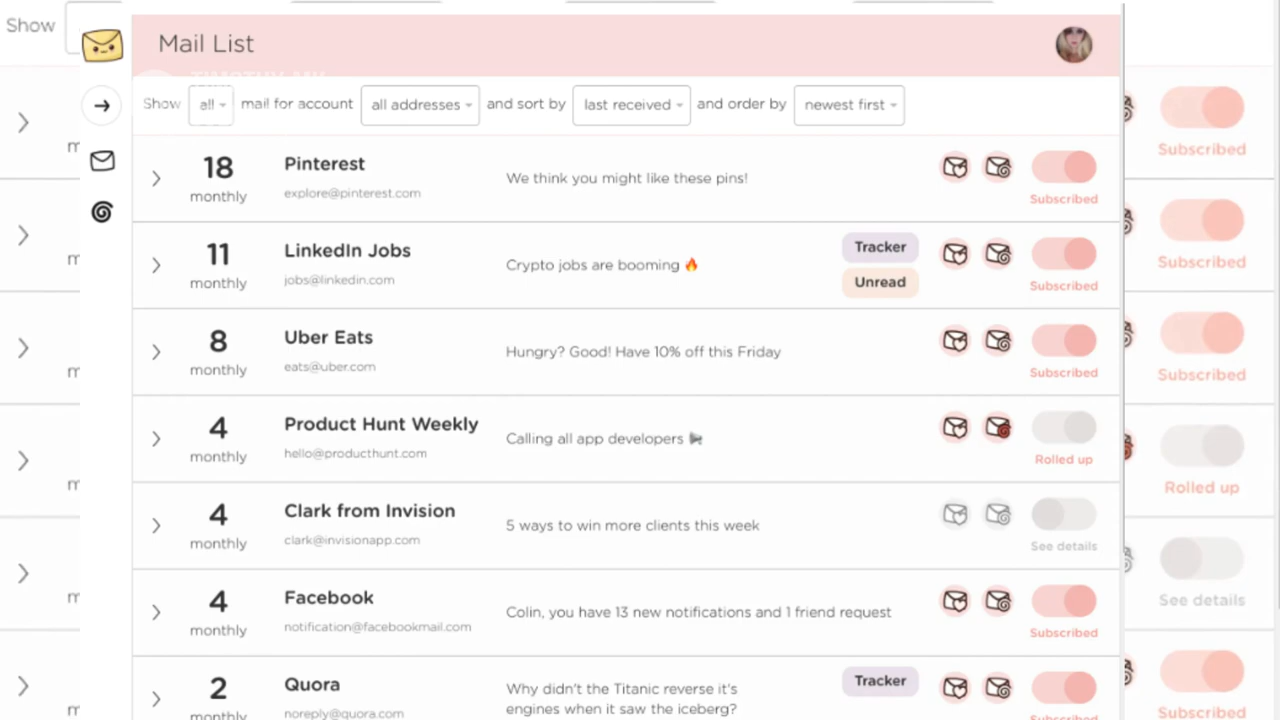 Show
Mail List
Show all mail for account all addresses and sort by last received and order by newest first
18 Pinterest
monthly explore@pinterest.com
We think you might like these pins!
Subscribed
11 LinkedIn Jobs
monthly jobs@linkedin.com
Crypto jobs are booming 🔥
Tracker
Unread
Subscribed
8 Uber Eats
monthly eats@uber.com
Hungry? Good! Have 10% off this Friday
Subscribed
4 Product Hunt Weekly
monthly hello@producthunt.com
Calling all app developers
Rolled up
4 Clark from Invision
monthly clark@invisionapp.com
5 ways to win more clients this week
See details
4 Facebook
monthly notification@facebookmail.com
Colin, you have 13 new notifications and 1 friend request
Subscribed
2 Quora
monthly noreply@quora.com
Why didn't the Titanic reverse it's
engines when it saw the iceberg?
Tracker
Subscribed
Subscribed
Subscribed
Subscribed
Rolled up
See details
Subscribed